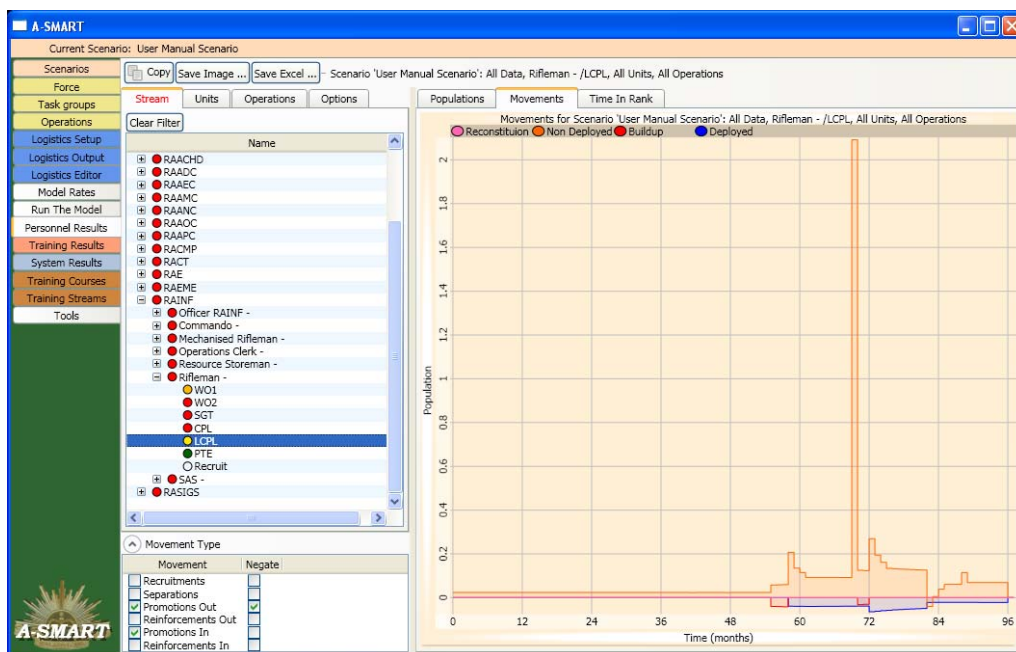 A-SMART
Current Scenario: User Manual Scenario
Scenarios
Force
Task groups
Operations
Logistics Setup
Logistics Output
Logistics Editor
Model Rates
Run The Model
Personnel Results
Training Results
System Results
Training Courses
Training Streams
Tools
A-SMART
Copy Save Image ... Save Excel ... - Scenario 'User Manual Scenario': All Data, Rifleman - /LCPL, All Units, All Operations
Stream Units Operations Options
Clear Filter
Name
RAACHD
RAADC
RAAEC
RAAMC
RAANC
RAAOC
RAAPC
RACMP
RACT
RAE
RAEME
RAINF
Officer RAINF -
Commando -
Mechanised Rifleman -
Operations Clerk -
Resource Storeman -
Rifleman -
WO1
WO2
SGT
CPL
LCPL
PTE
Recruit
SAS -
RASIGS
Movement Type
Movement Negate
Recruitments
Separations
Promotions Out
Reinforcements Out
Promotions In
Reinforcements In
Populations Movements Time In Rank
Movements for Scenario 'User Manual Scenario': All Data, Rifleman - /LCPL, All Units, All Operations
Reconstituion Non Deployed Buildup Deployed
Population
2
1.8
1.6
1.4
1.2
1
0.8
0.6
0.4
0.2
0
0 12 24 36 48 60 72 84 96
Time (months)